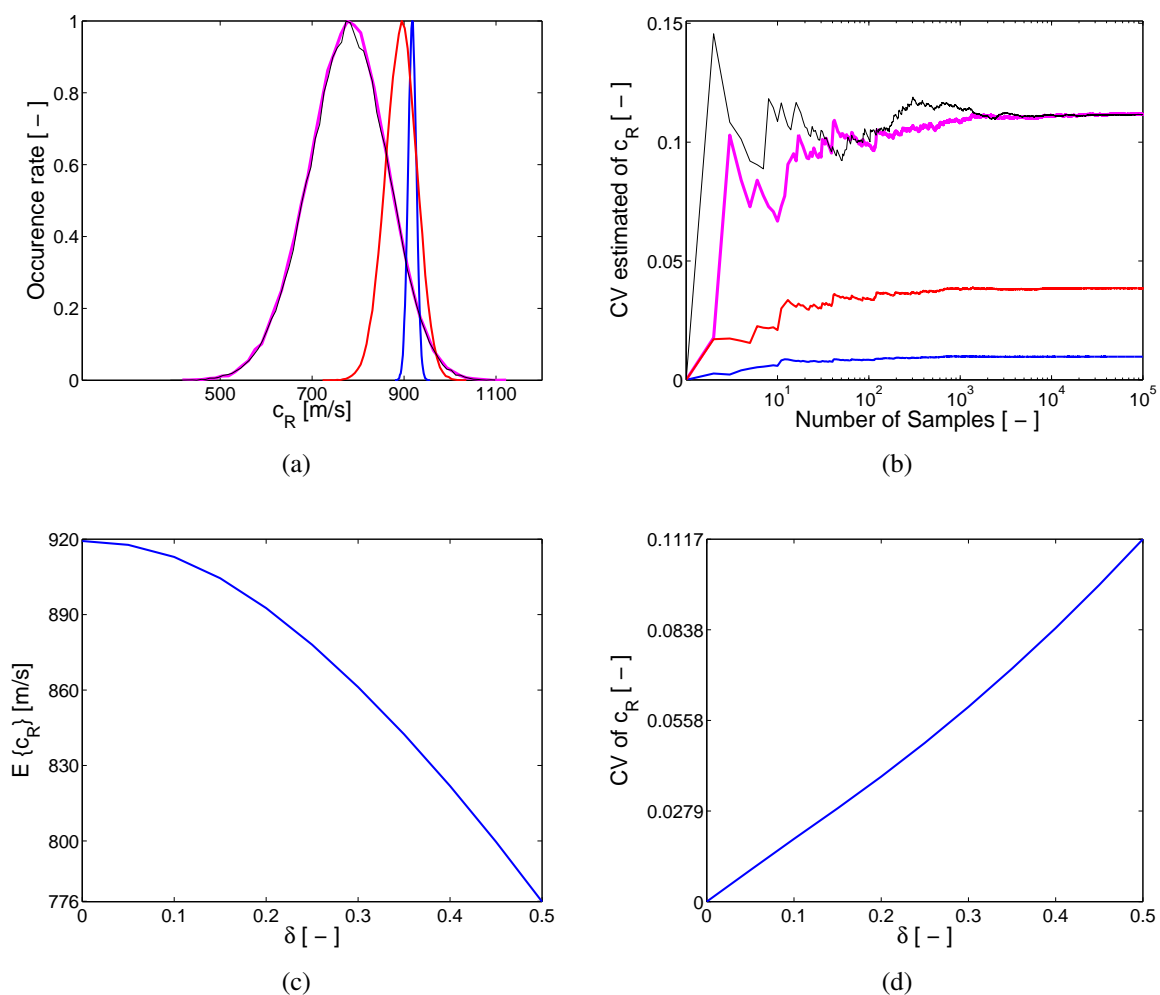 1
0.8
0.6
0.4
0.2
0
500 700 900 1100
Occurence rate [ − ]
c_R [m/s]
(a)
0.15
0.1
0.05
0
10^1 10^2 10^3 10^4 10^5
CV estimated of c_R [ − ]
Number of Samples [ − ]
(b)
920
890
860
830
800
776
0 0.1 0.2 0.3 0.4 0.5
E {c_R} [m/s]
δ [ − ]
(c)
0.1117
0.0838
0.0558
0.0279
0
0 0.1 0.2 0.3 0.4 0.5
CV of c_R [ − ]
δ [ − ]
(d)